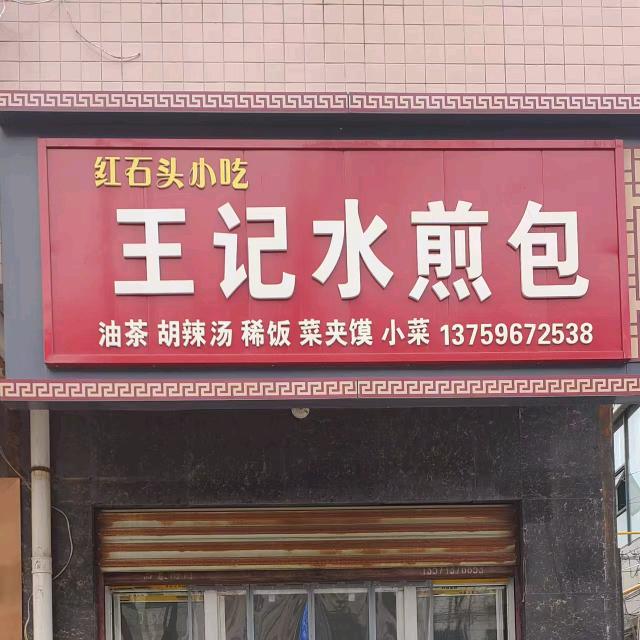 红石头小吃
王记水煎包
油茶 胡辣汤 稀饭 菜夹馍 小菜 13759672538